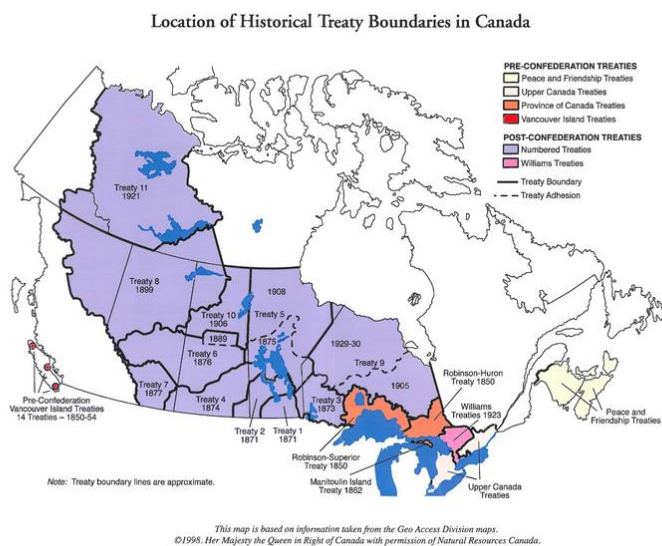 Location of Historical Treaty Boundaries in Canada
PRE-CONFEDERATION TREATIES
Peace and Friendship Treaties
Upper Canada Treaties
Province of Canada Treaties
Vancouver Island Treaties
POST-CONFEDERATION TREATIES
Numbered Treaties
Williams Treaties
Treaty Boundary
Treaty Adhesion
Treaty 11
1921
Treaty 8
1899
1908
Treaty 10
1906
Treaty 5
1889
1875
1929-30
Treaty 6
1876
Treaty 9
1905
Robinson-Huron
Treaty 1850
Treaty 7
1877
Treaty 4
1874
Treaty 3
1873
Williams
Treaties 1923
Pre-Confederation
Vancouver Island Treaties
14 Treaties – 1850-54
Peace and
Friendship Treaties
Treaty 2
1871
Treaty 1
1871
Robinson-Superior
Treaty 1850
Manitoulin Island
Treaty 1862
Upper Canada
Treaties
Note: Treaty boundary lines are approximate.
This map is based on information taken from the Geo Access Division maps.
©1998. Her Majesty the Queen in Right of Canada with permission of Natural Resources Canada.